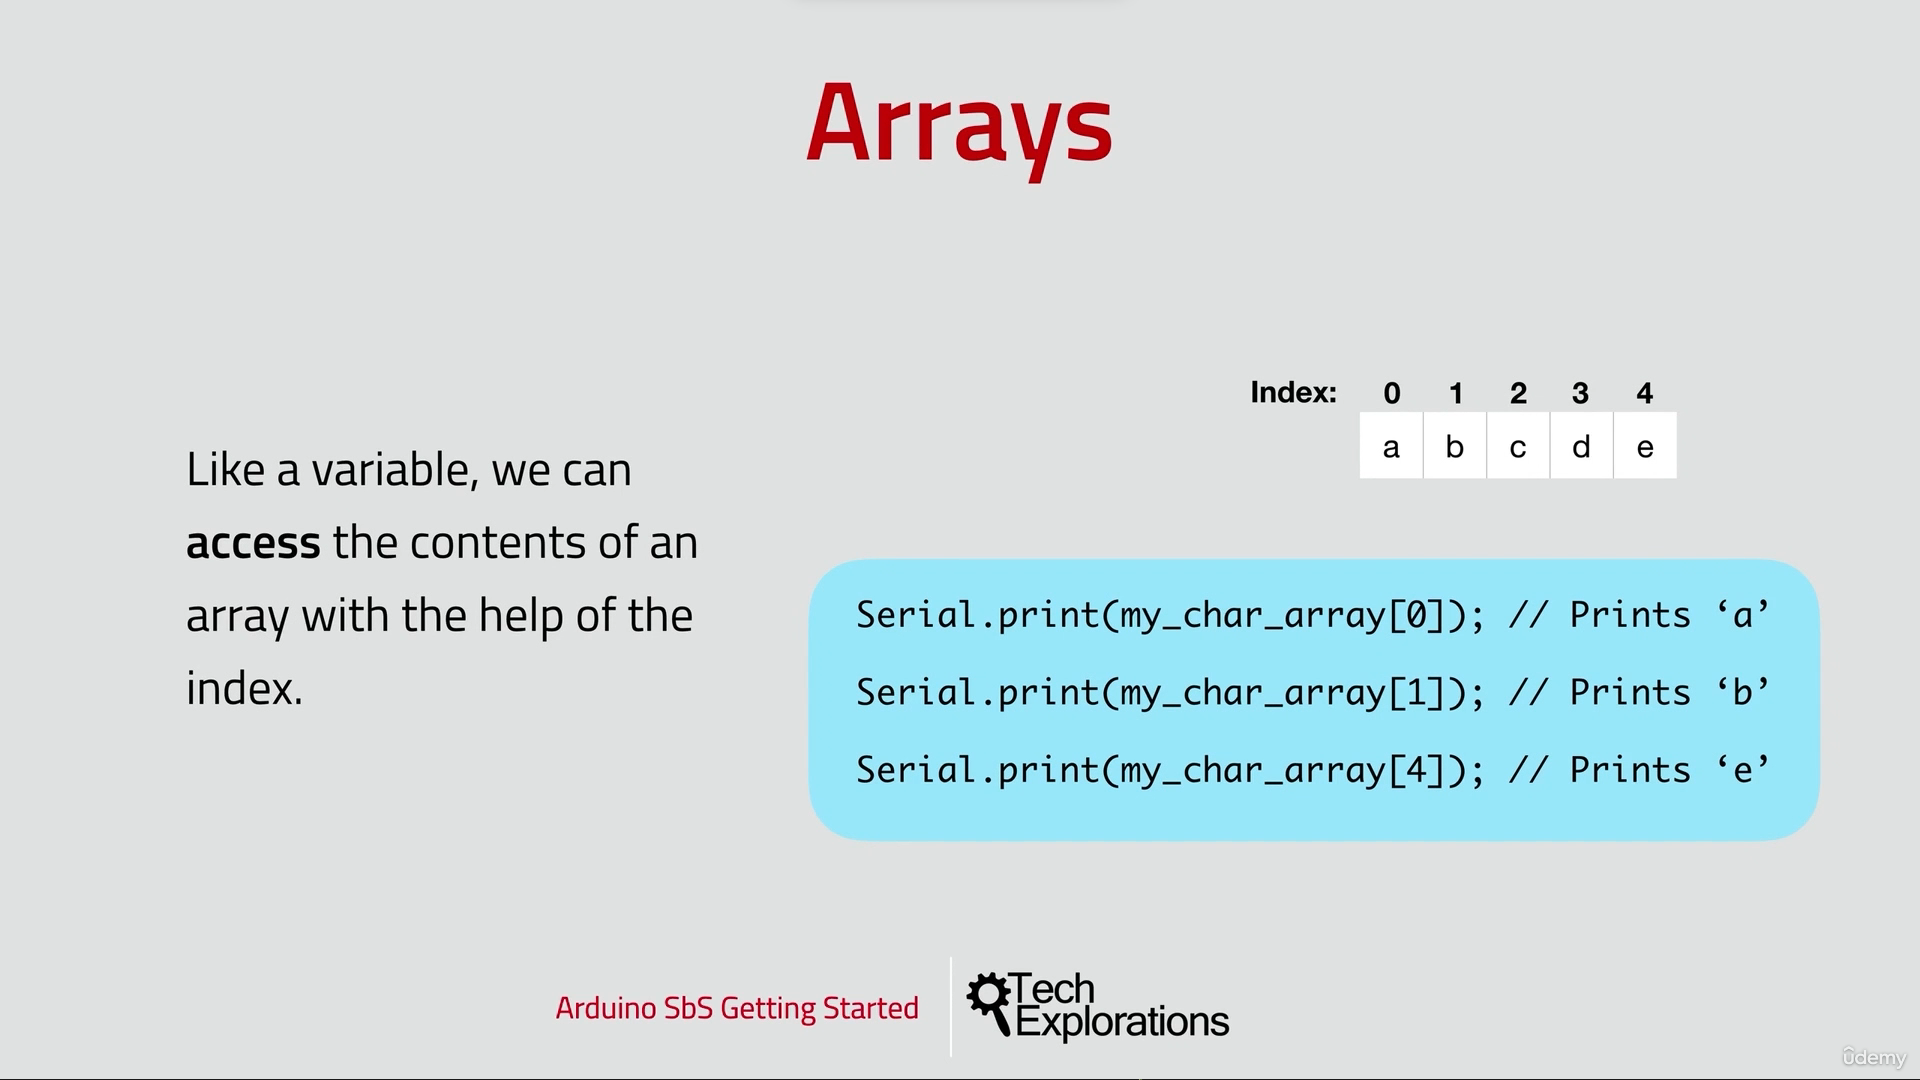 Arrays
Index: 0 1 2 3 4
a b c d e
Like a variable, we can
access the contents of an
array with the help of the
index.
Serial.print(my_char_array[0]); // Prints ‘a’
Serial.print(my_char_array[1]); // Prints ‘b’
Serial.print(my_char_array[4]); // Prints ‘e’
Arduino SbS Getting Started
Tech
Explorations
ûdemy